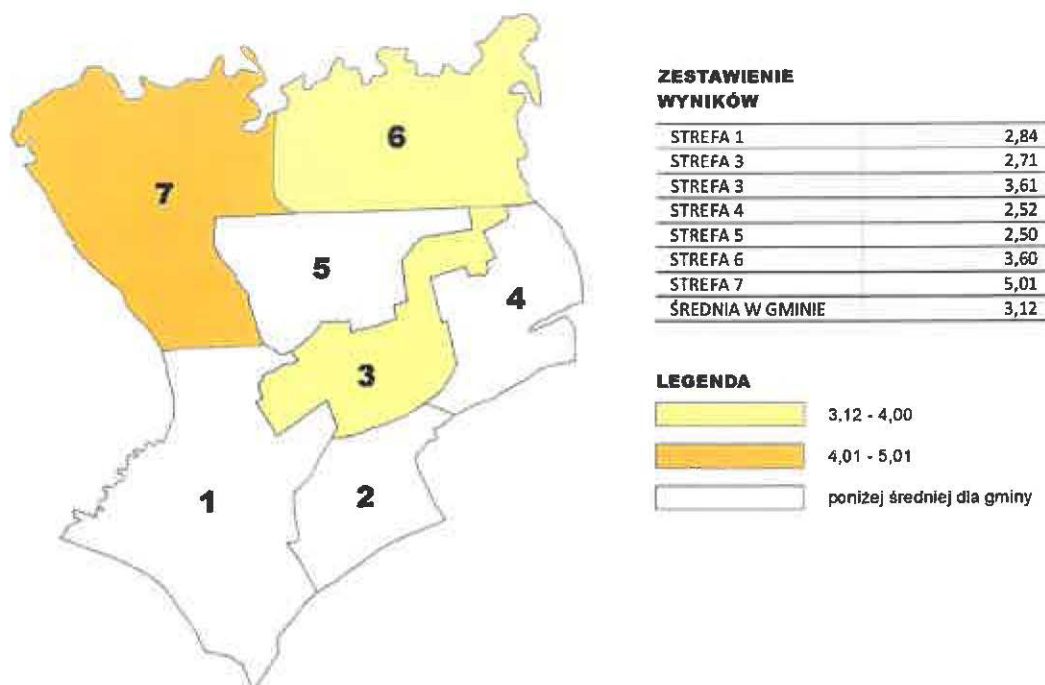 7
6
5
4
3
1
2
ZESTAWIENIE
WYNIKÓW
STREFA 1 2,84
STREFA 3 2,71
STREFA 3 3,61
STREFA 4 2,52
STREFA 5 2,50
STREFA 6 3,60
STREFA 7 5,01
ŚREDNIA W GMINIE 3,12
LEGENDA
3,12 - 4,00
4,01 - 5,01
poniżej średniej dla gminy